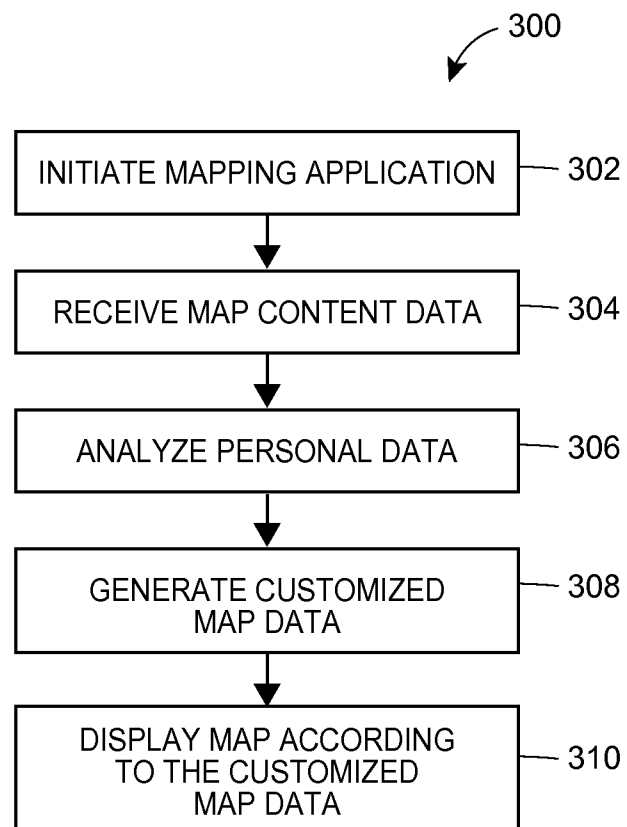 300
INITIATE MAPPING APPLICATION
302
RECEIVE MAP CONTENT DATA
304
ANALYZE PERSONAL DATA
306
GENERATE CUSTOMIZED
MAP DATA
308
DISPLAY MAP ACCORDING
TO THE CUSTOMIZED
MAP DATA
310